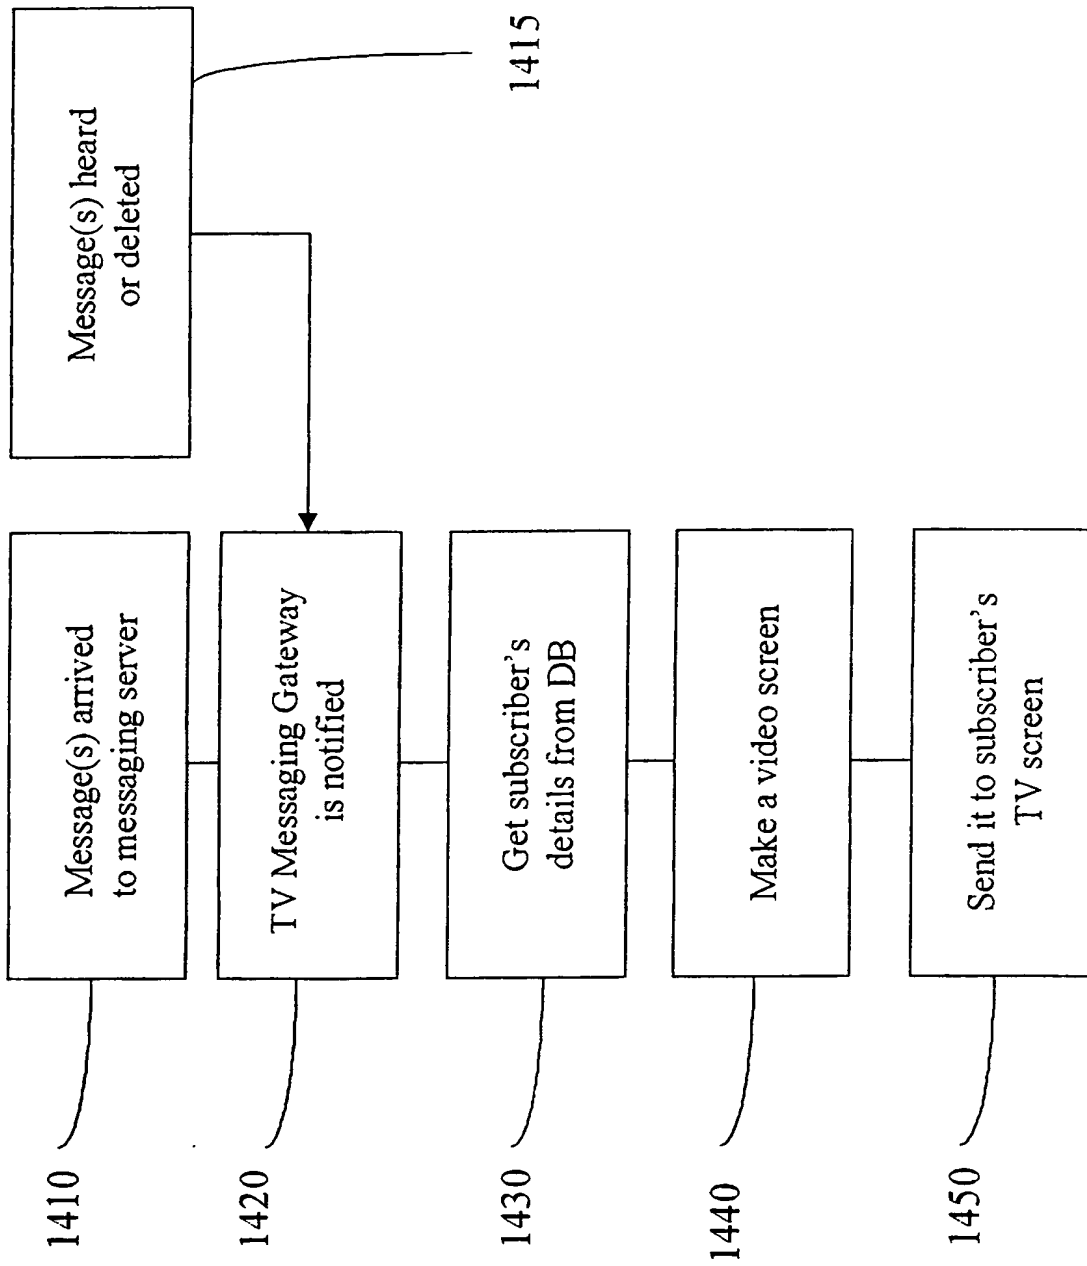 1410
Message(s) arrived
to messaging server
Message(s) heard
or deleted
1415
1420
TV Messaging Gateway
is notified
1430
Get subscriber's
details from DB
1440
Make a video screen
1450
Send it to subscriber's
TV screen